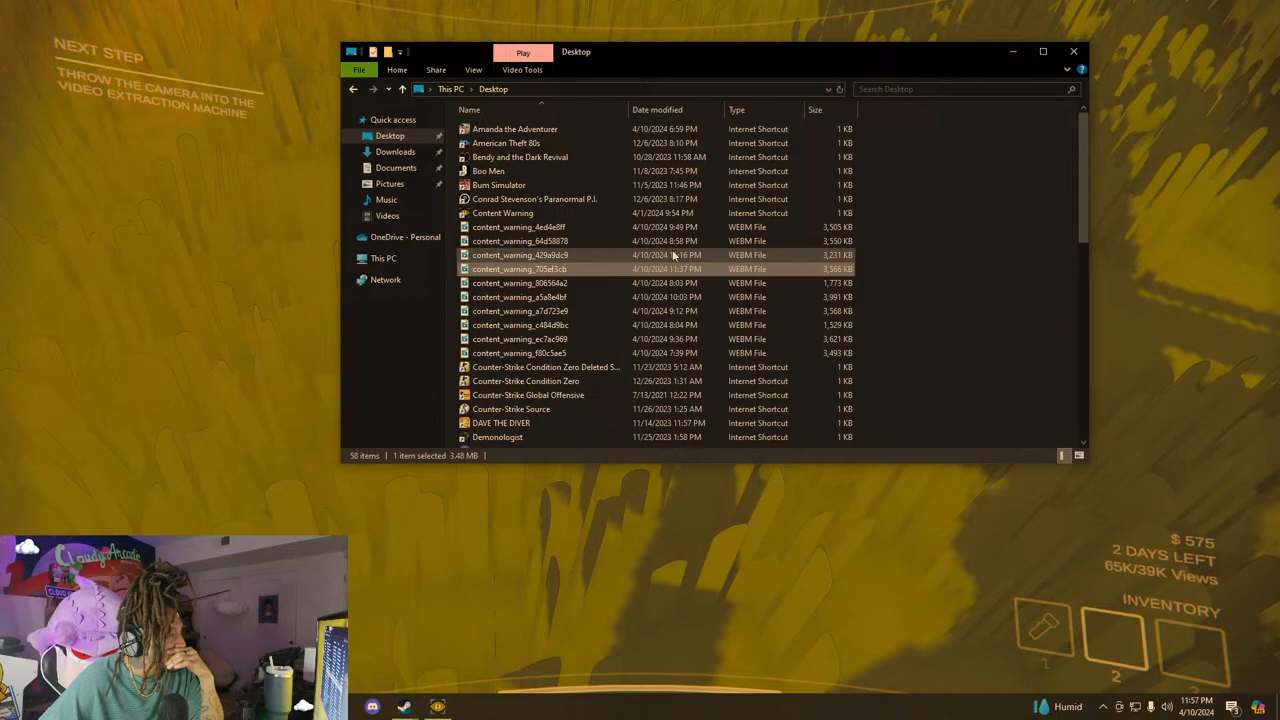 NEXT STEP
THROW THE CAMERA INTO THE
VIDEO EXTRACTION MACHINE
Play
Desktop
File
Home
Share
View
Video Tools
This PC
Desktop
Search Desktop
Name
Date modified
Type
Size
Quick access
Desktop
Downloads
Documents
Pictures
Music
Videos
OneDrive - Personal
This PC
Network
Amanda the Adventurer 4/10/2024 6:59 PM Internet Shortcut 1 KB
American Theft 80s 12/6/2023 8:10 PM Internet Shortcut 1 KB
Bendy and the Dark Revival 10/28/2023 11:58 AM Internet Shortcut 1 KB
Boo Men 11/8/2023 7:45 PM Internet Shortcut 1 KB
Bum Simulator 11/5/2023 11:46 PM Internet Shortcut 1 KB
Conrad Stevenson's Paranormal P.I. 12/6/2023 8:17 PM Internet Shortcut 1 KB
Content Warning 4/1/2024 9:54 PM Internet Shortcut 1 KB
content_warning_4ed4e8ff 4/10/2024 9:49 PM WEBM File 3,505 KB
content_warning_64d58878 4/10/2024 8:58 PM WEBM File 3,550 KB
content_warning_429a9dc9 4/10/2024 PM WEBM File 3,231 KB
content_warning_705ef3cb 4/10/2024 11:37 PM WEBM File 3,566 KB
content_warning_806564a2 4/10/2024 8:03 PM WEBM File 1,773 KB
content_warning_a5a8e4bf 4/10/2024 10:03 PM WEBM File 3,991 KB
content_warning_a7d723e9 4/10/2024 9:12 PM WEBM File 3,568 KB
content_warning_c484d9bc 4/10/2024 8:04 PM WEBM File 1,529 KB
content_warning_ec7ac969 4/10/2024 9:36 PM WEBM File 3,621 KB
content_warning_f80c5ae5 4/10/2024 7:39 PM WEBM File 3,493 KB
Counter-Strike Condition Zero Deleted S... 11/23/2023 5:12 AM Internet Shortcut 1 KB
Counter-Strike Condition Zero 12/26/2023 1:31 AM Internet Shortcut 1 KB
Counter-Strike Global Offensive 7/13/2021 12:22 PM Internet Shortcut 1 KB
Counter-Strike Source 11/26/2023 1:25 AM Internet Shortcut 1 KB
DAVE THE DIVER 11/14/2023 11:57 PM Internet Shortcut 1 KB
Demonologist 11/25/2023 1:58 PM Internet Shortcut 1 KB
58 items
1 item selected 3.48 MB
Cloudy Arcade
$ 575
2 DAYS LEFT
65K/39K Views
INVENTORY
1
2
Humid
11:57 PM
4/10/2024
3